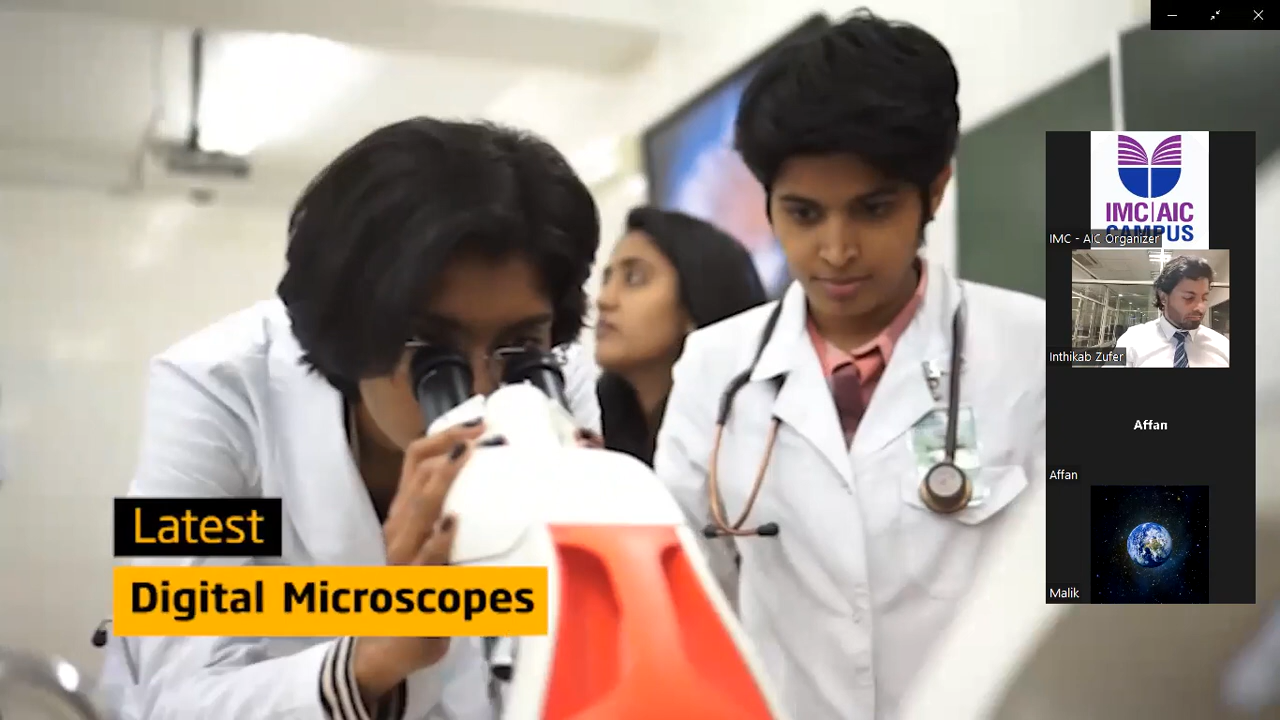 Latest
Digital Microscopes
IMC|AIC
CAMPUS
IMC - AIC Organizer
Inthikab Zufer
Affan
Affan
Malik